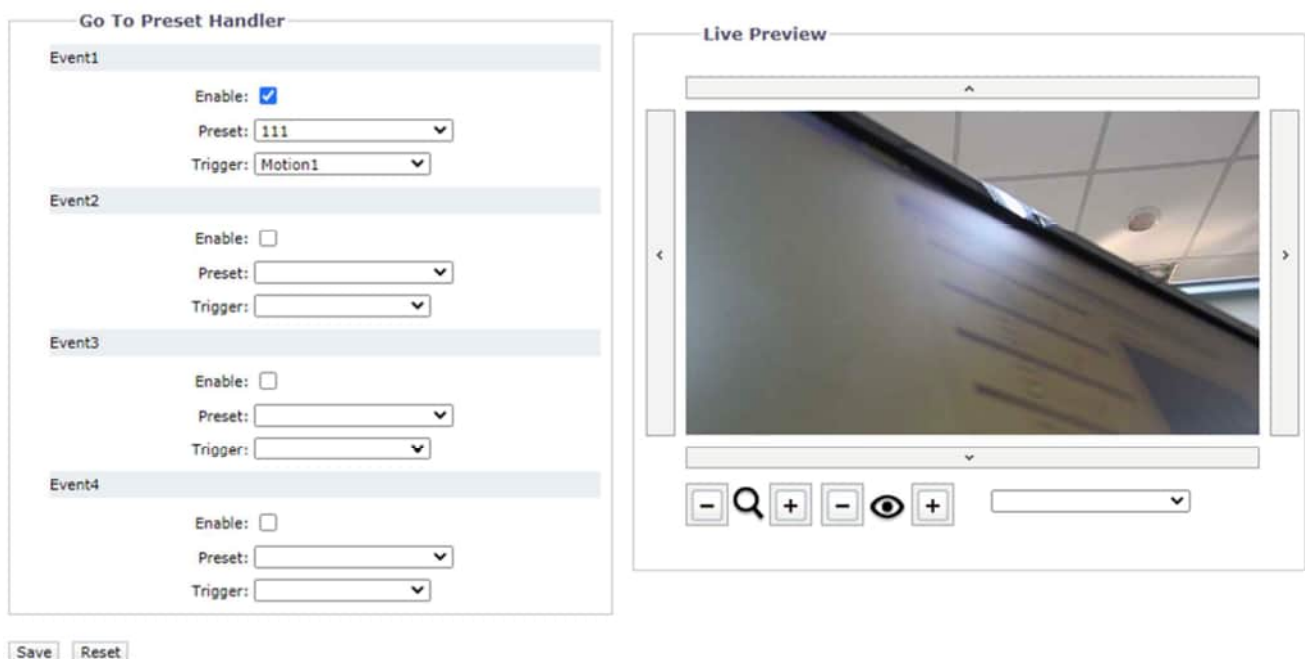 Go To Preset Handler
Event1
Enable:
Preset: 111
Trigger: Motion1
Event2
Enable:
Preset:
Trigger:
Event3
Enable:
Preset:
Trigger:
Event4
Enable:
Preset:
Trigger:
Save Reset
Live Preview